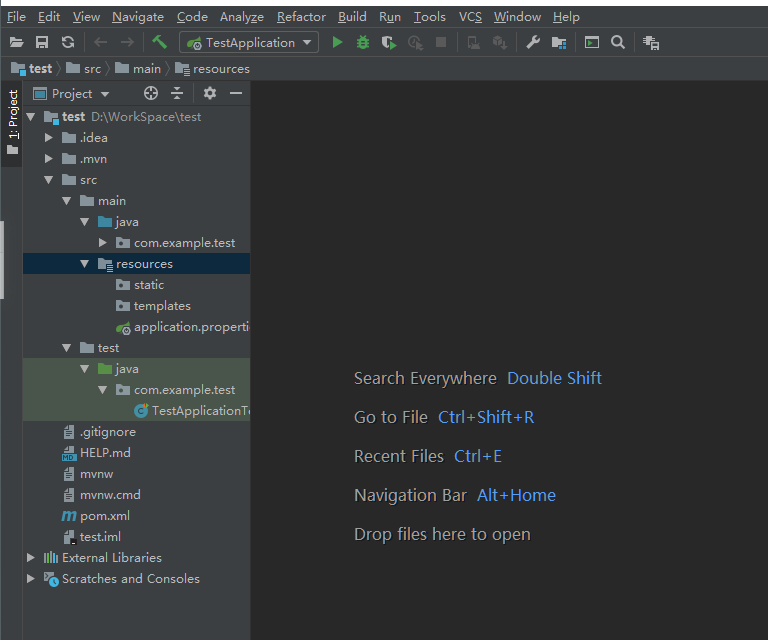 File Edit View Navigate Code Analyze Refactor Build Run Tools VCS Window Help
TestApplication
test src main resources
1: Project
Project
test D:\WorkSpace\test
.idea
.mvn
src
main
java
com.example.test
resources
static
templates
application.properti
test
java
com.example.test
TestApplicationTe
.gitignore
HELP.md
mvnw
mvnw.cmd
pom.xml
test.iml
External Libraries
Scratches and Consoles
Search Everywhere Double Shift
Go to File Ctrl+Shift+R
Recent Files Ctrl+E
Navigation Bar Alt+Home
Drop files here to open